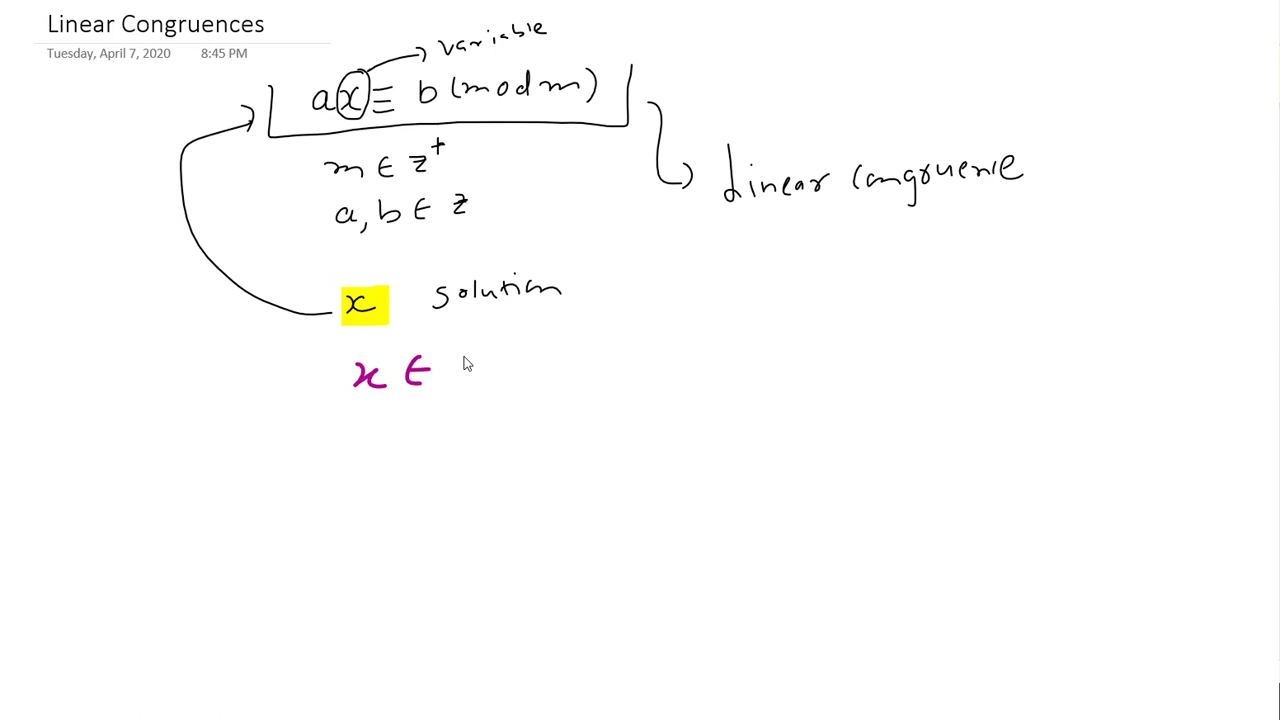 Linear Congruences
Tuesday, April 7, 2020 8:45 PM
variable
ax ≡ b (mod m)
m ∈ Z⁺
Linear Congruence
a, b ∈ Z
x solution
x ∈